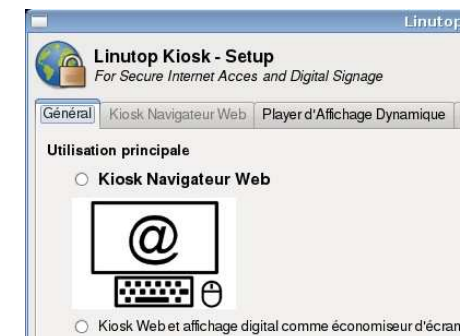 Linutop
Linutop Kiosk - Setup
For Secure Internet Acces and Digital Signage
Général Kiosk Navigateur Web Player d'Affichage Dynamique
Utilisation principale
Kiosk Navigateur Web
@
Kiosk Web et affichage digital comme économiseur d'écran